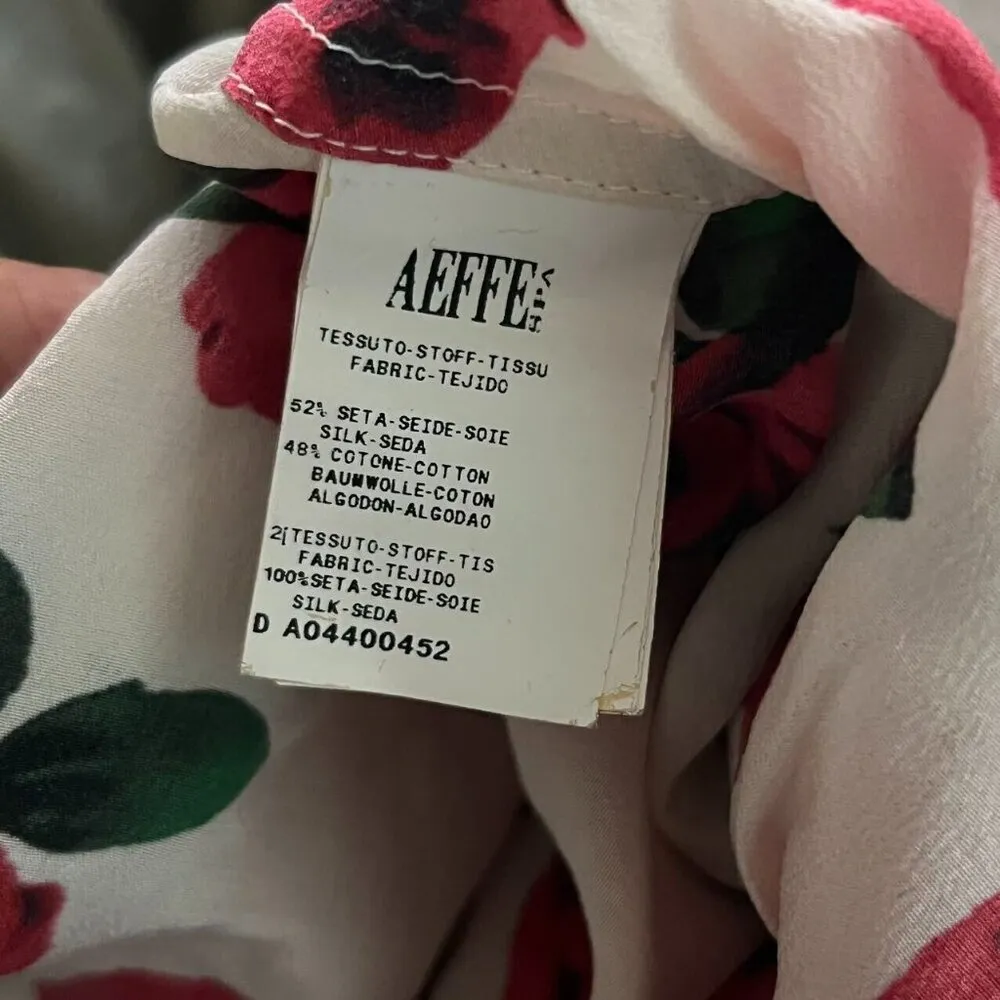 AEFFE SPA
TESSUTO-STOFF-TISSU
FABRIC-TEJIDO
52% SETA-SEIDE-SOIE
SILK-SEDA
48% COTONE-COTTON
BAUMWOLLE-COTON
ALGODON-ALGODAO
2[TESSUTO-STOFF-TIS
FABRIC-TEJIDO
100%SETA-SEIDE-SOIE
SILK-SEDA
D A04400452